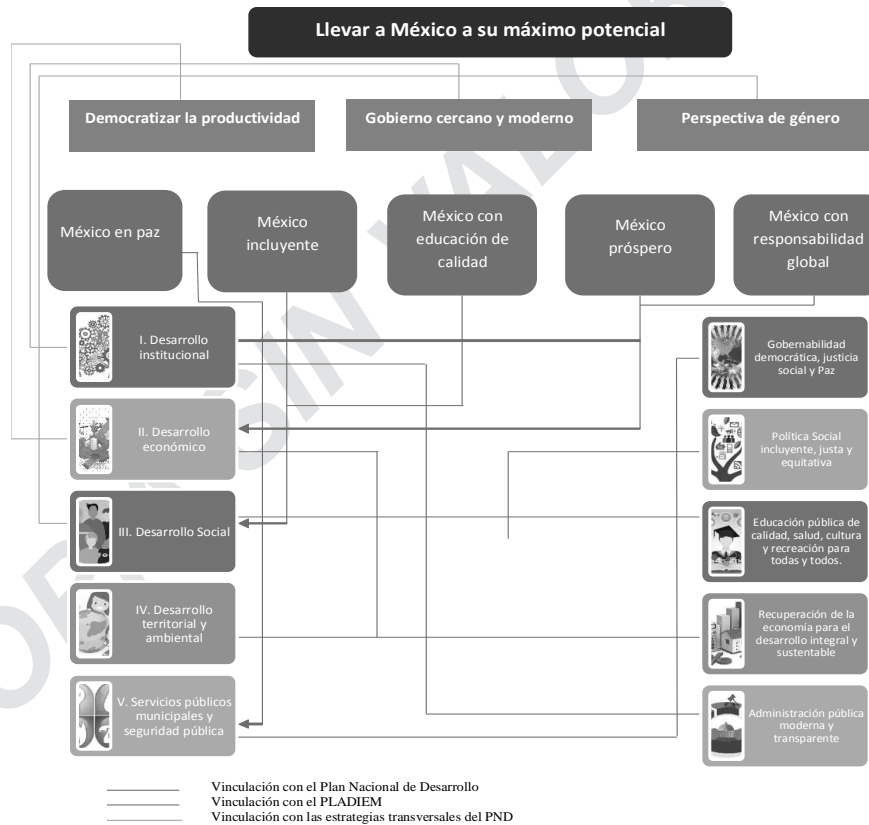 Llevar a México a su máximo potencial
Democratizar la productividad
Gobierno cercano y moderno
Perspectiva de género
México en paz
México
incluyente
México con
educación de
calidad
México
próspero
México con
responsabilidad
global
I. Desarrollo
institucional
II. Desarrollo
económico
III. Desarrollo Social
IV. Desarrollo
territorial y
ambiental
V. Servicios públicos
municipales y
seguridad pública
Gobernabilidad
democrática, justicia
social y Paz
Política Social
incluyente, justa y
equitativa
Educación pública de
calidad, salud, cultura
y recreación para
todas y todos.
Recuperación de la
economía para el
desarrollo integral y
sustentable
Administración pública
moderna y
transparente
Vinculación con el Plan Nacional de Desarrollo
Vinculación con el PLADIEM
Vinculación con las estrategias transversales del PND
SIN VALOR